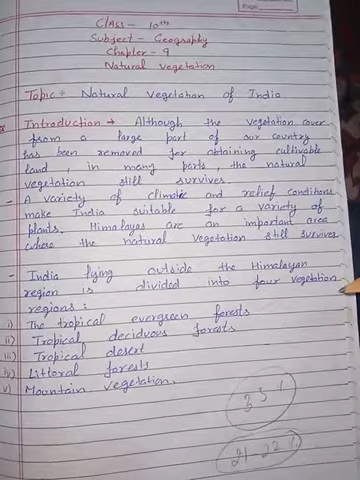 Page:
Class - 10th
Subject - Geography
Chapter - 9
Natural vegetation
Topic ÷ Natural Vegetation of India
Introduction → Although the vegetation cover
from a large part of our country
has been removed for obtaining cultivable
land, in many parts, the natural
vegetation still survives.
- A variety of climatic and relief conditions
make India suitable for a variety of
plants. Himalayas are an important area
where the natural vegetation still survives.
- India lying outside the Himalayan
region is divided into four vegetation
regions:
i) The tropical evergreen forests
ii) Tropical deciduous forests
iii) Tropical desert
iv) Littoral forests
v) Mountain vegetation.